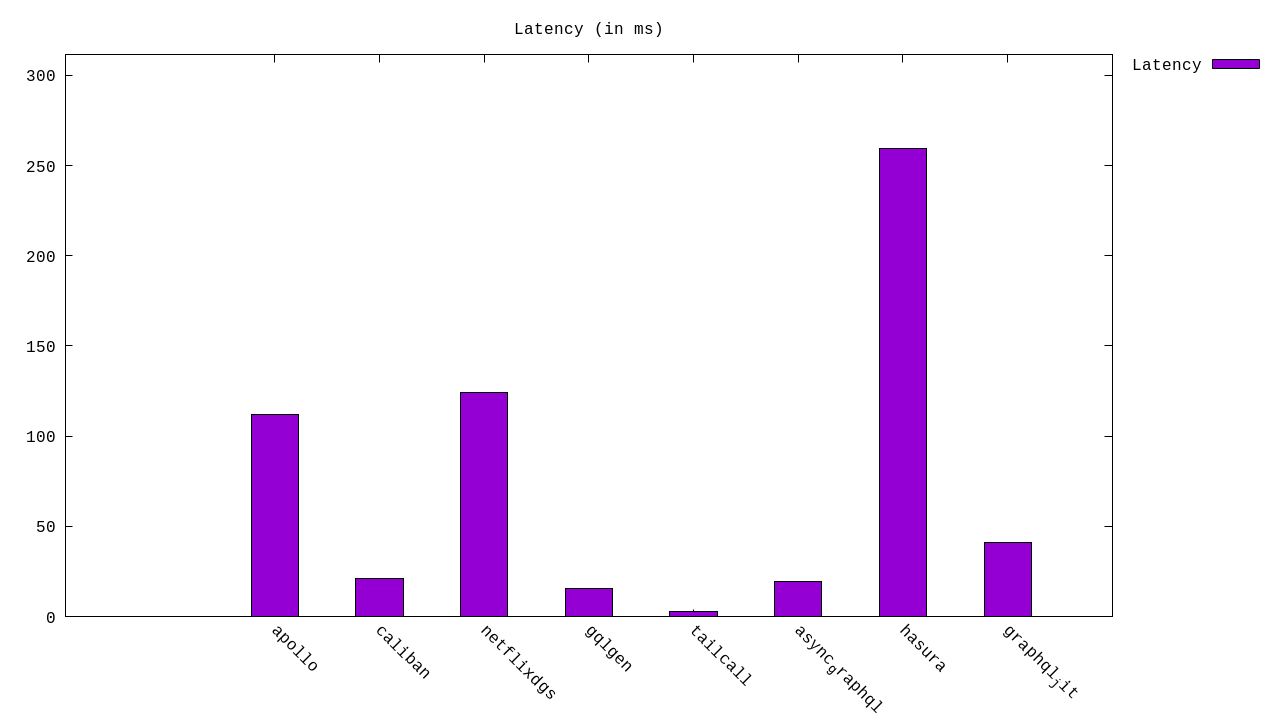 Latency (in ms)
Latency
300
250
200
150
100
50
0
apollo
caliban
netflixdgs
gqlgen
tailcall
async_graphql
hasura
graphql_jit